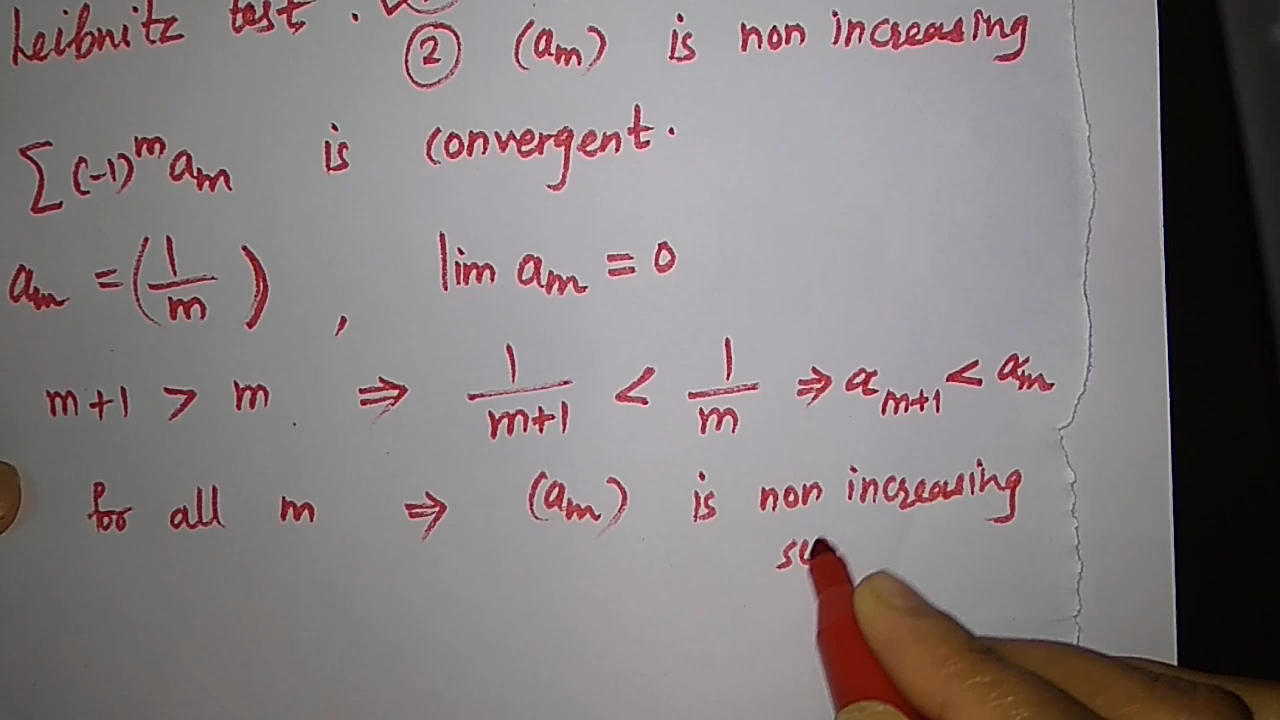 Leibnitz test.
② (am) is non increasing
∑(-1)^m am is convergent.
am = (1/m), lim am = 0
m+1 > m ⇒ 1/(m+1) < 1/m ⇒ a_{m+1} < am
for all m ⇒ (am) is non increasing